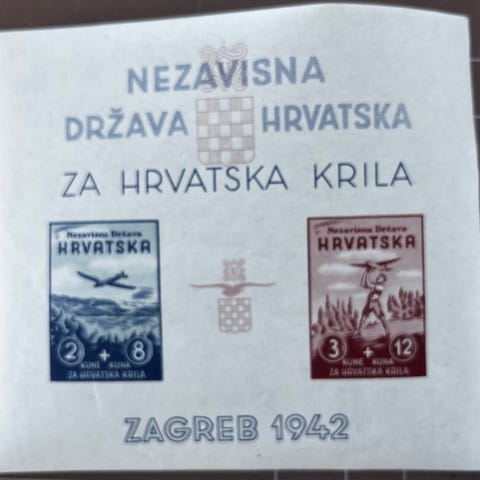 NEZAVISNA
DRŽAVA HRVATSKA
ZA HRVATSKA KRILA
Nezavisna Država
HRVATSKA
2 + 8
KUNE KUNA
ZA HRVATSKA KRILA
Nezavisna Država
HRVATSKA
3 + 12
KUNE KUNA
ZA HRVATSKA KRILA
ZAGREB 1942